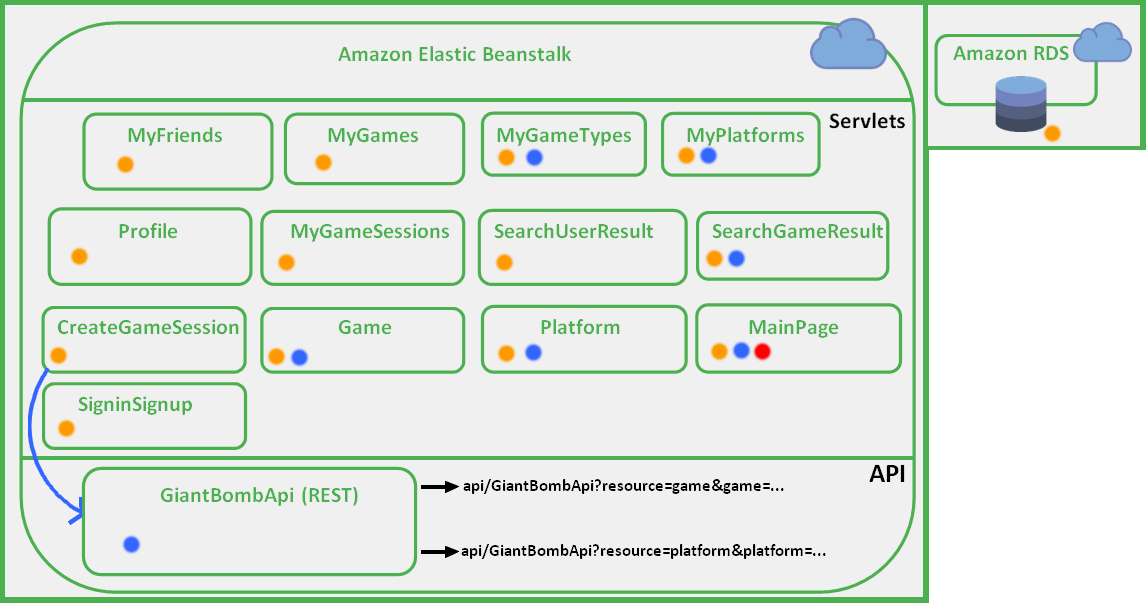 Amazon Elastic Beanstalk
Amazon RDS
Servlets
MyFriends
MyGames
MyGameTypes
MyPlatforms
Profile
MyGameSessions
SearchUserResult
SearchGameResult
CreateGameSession
Game
Platform
MainPage
SigninSignup
API
GiantBombApi (REST)
api/GiantBombApi?resource=game&game=...
api/GiantBombApi?resource=platform&platform=...